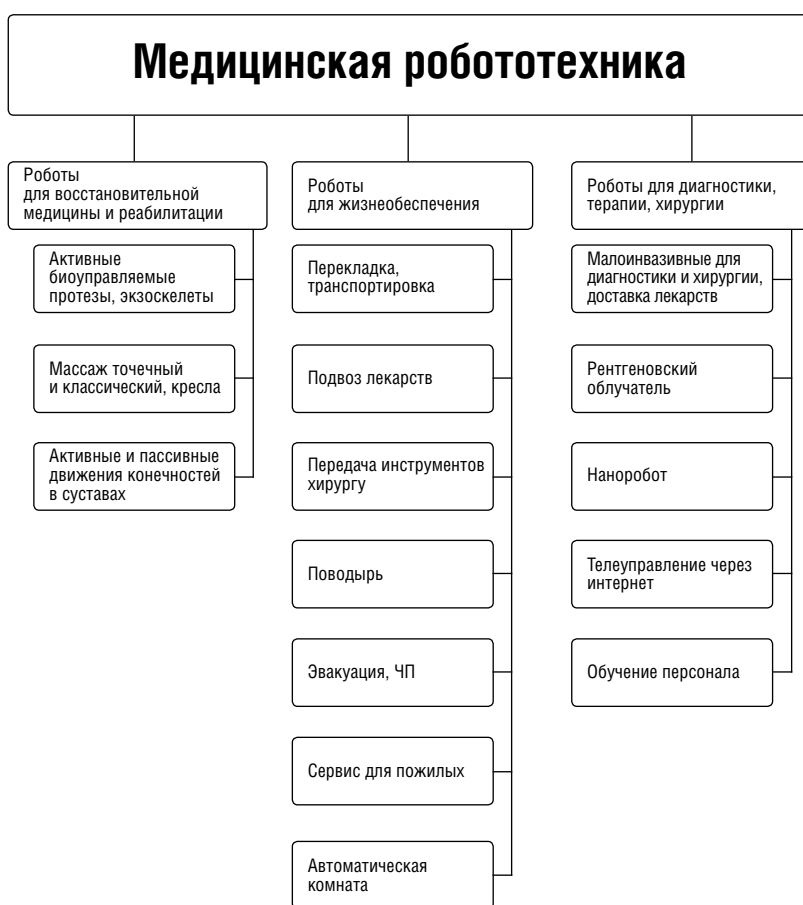 Медицинская робототехника
Роботы
для восстановительной
медицины и реабилитации
Активные
биоуправляемые
протезы, экзоскелеты
Массаж точечный
и классический, кресла
Активные и пассивные
движения конечностей
в суставах
Роботы
для жизнеобеспечения
Перекладка,
транспортировка
Подвоз лекарств
Передача инструментов
хирургу
Поводырь
Эвакуация, ЧП
Сервис для пожилых
Автоматическая
комната
Роботы для диагностики,
терапии, хирургии
Малоинвазивные для
диагностики и хирургии,
доставка лекарств
Рентгеновский
облучатель
Наноробот
Телеуправление через
интернет
Обучение персонала